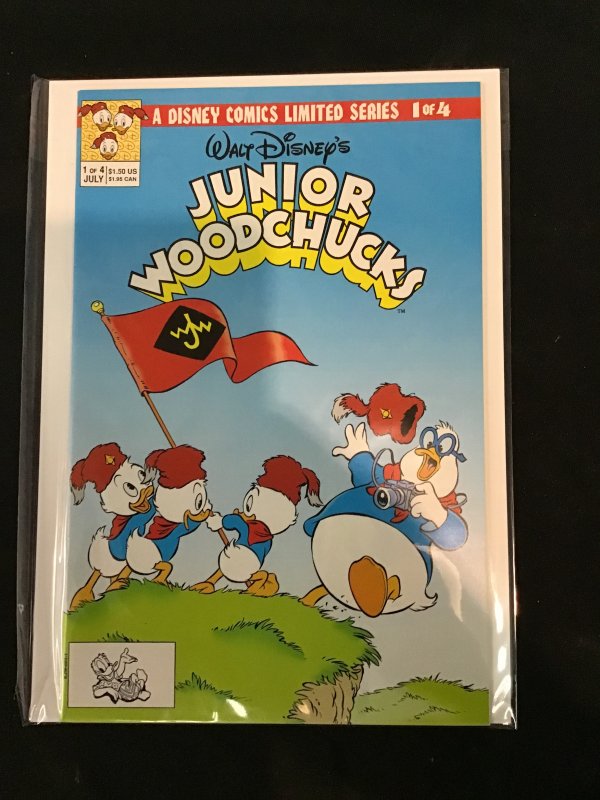 A DISNEY COMICS LIMITED SERIES 1 OF 4
1 OF 4
JULY
$1.50 US
$1.95 CAN
WALT DISNEY'S
JUNIOR
WOODCHUCKS
TM
JW